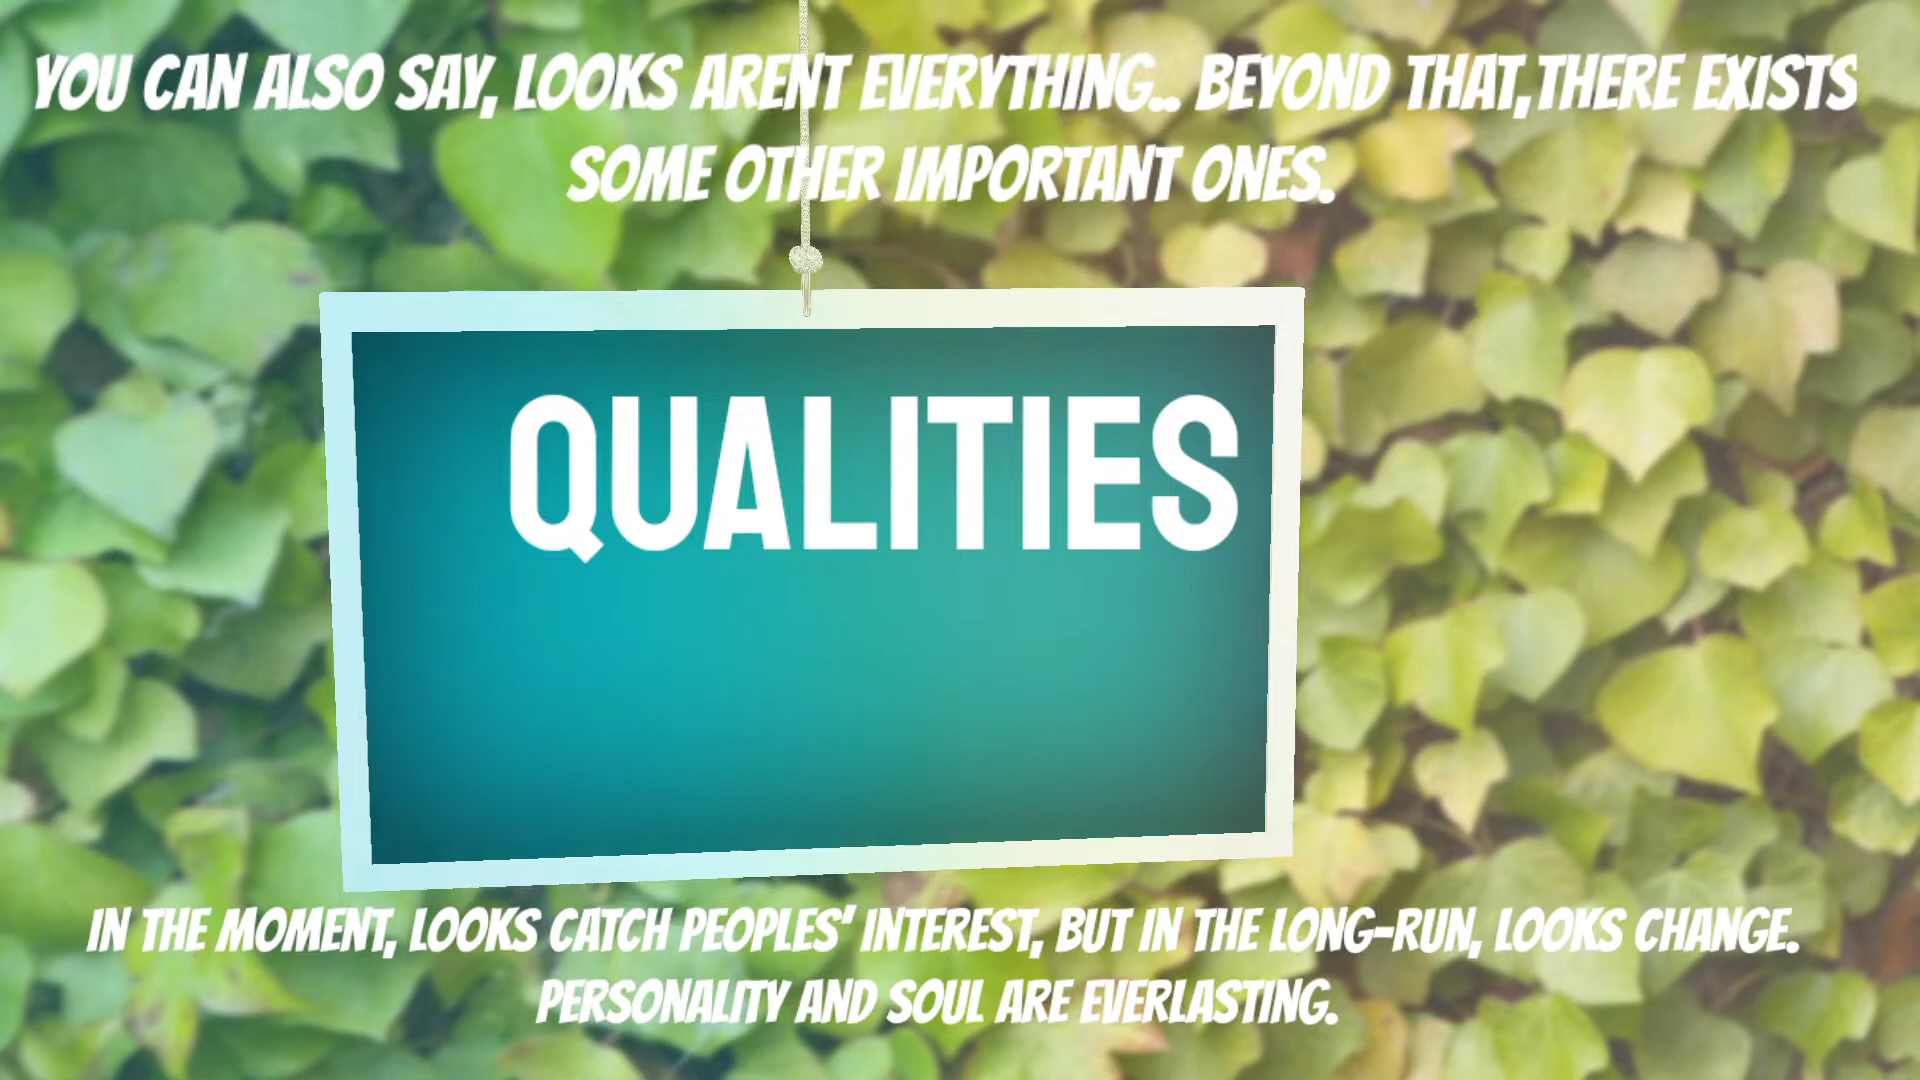 YOU CAN ALSO SAY, LOOKS ARENT EVERYTHING.. BEYOND THAT,THERE EXISTS
SOME OTHER IMPORTANT ONES.
QUALITIES
IN THE MOMENT, LOOKS CATCH PEOPLES' INTEREST, BUT IN THE LONG-RUN, LOOKS CHANGE.
PERSONALITY AND SOUL ARE EVERLASTING.